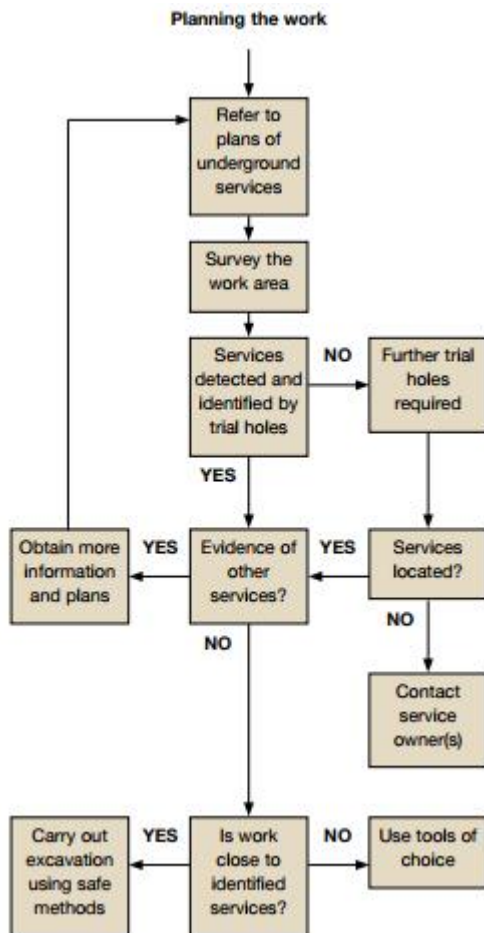 Planning the work
Refer to
plans of
underground
services
Survey the
work area
Services
detected and
identified by
trial holes
NO
Further trial
holes
required
YES
Obtain more
information
and plans
YES
Evidence of
other
services?
YES
Services
located?
NO
NO
Contact
service
owner(s)
Carry out
excavation
using safe
methods
YES
Is work
close to
identified
services?
NO
Use tools of
choice